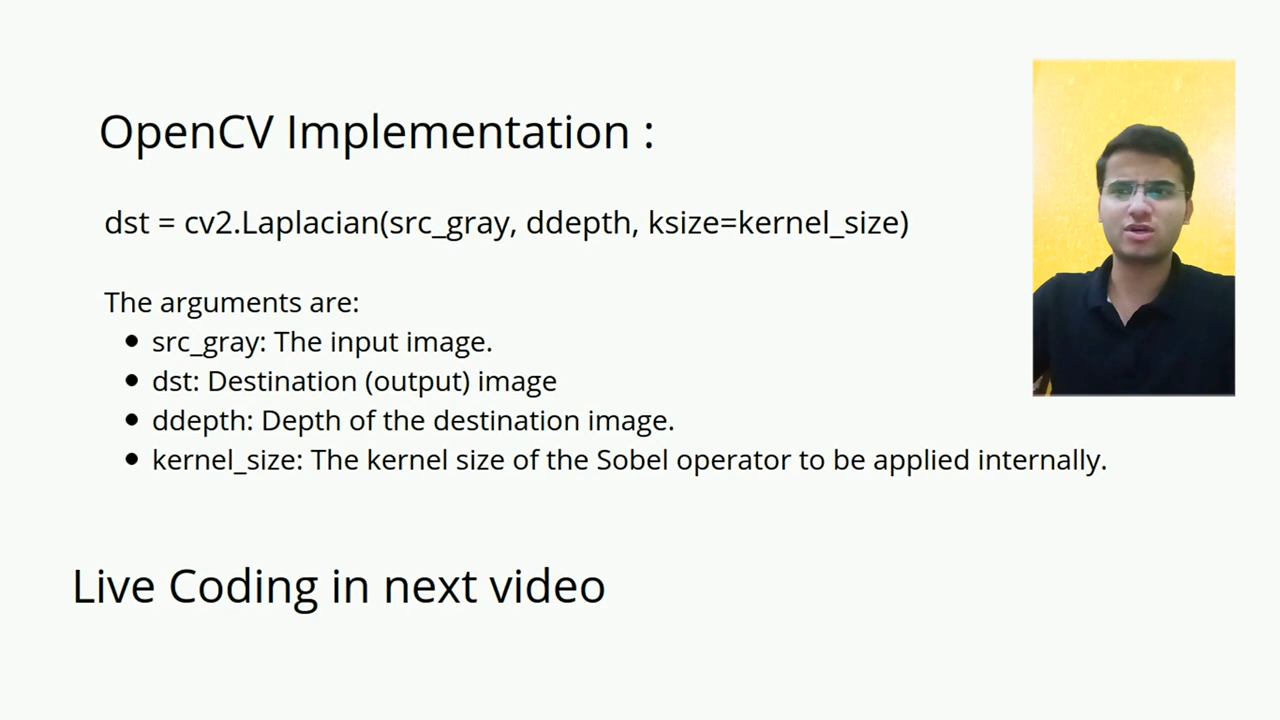 OpenCV Implementation :
dst = cv2.Laplacian(src_gray, ddepth, ksize=kernel_size)
The arguments are:
• src_gray: The input image.
• dst: Destination (output) image
• ddepth: Depth of the destination image.
• kernel_size: The kernel size of the Sobel operator to be applied internally.
Live Coding in next video